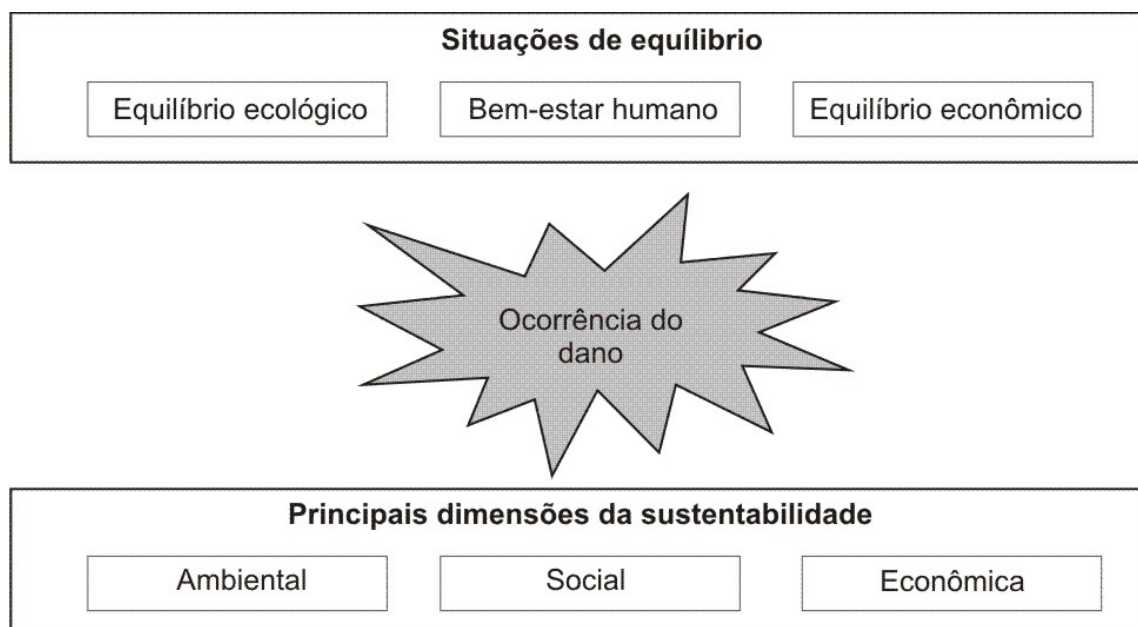 Situações de equílibrio
Equilíbrio ecológico
Bem-estar humano
Equilíbrio econômico
Ocorrência do
dano
Principais dimensões da sustentabilidade
Ambiental
Social
Econômica